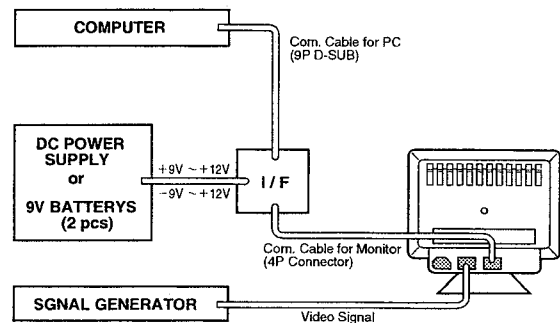 COMPUTER
Com. Cable for PC
(9P D-SUB)
DC POWER
SUPPLY
or
9V BATTERYS
(2 pcs)
+9V ~ +12V
-9V ~ +12V
I / F
Com. Cable for Monitor
(4P Connector)
SGNAL GENERATOR
Video Signal